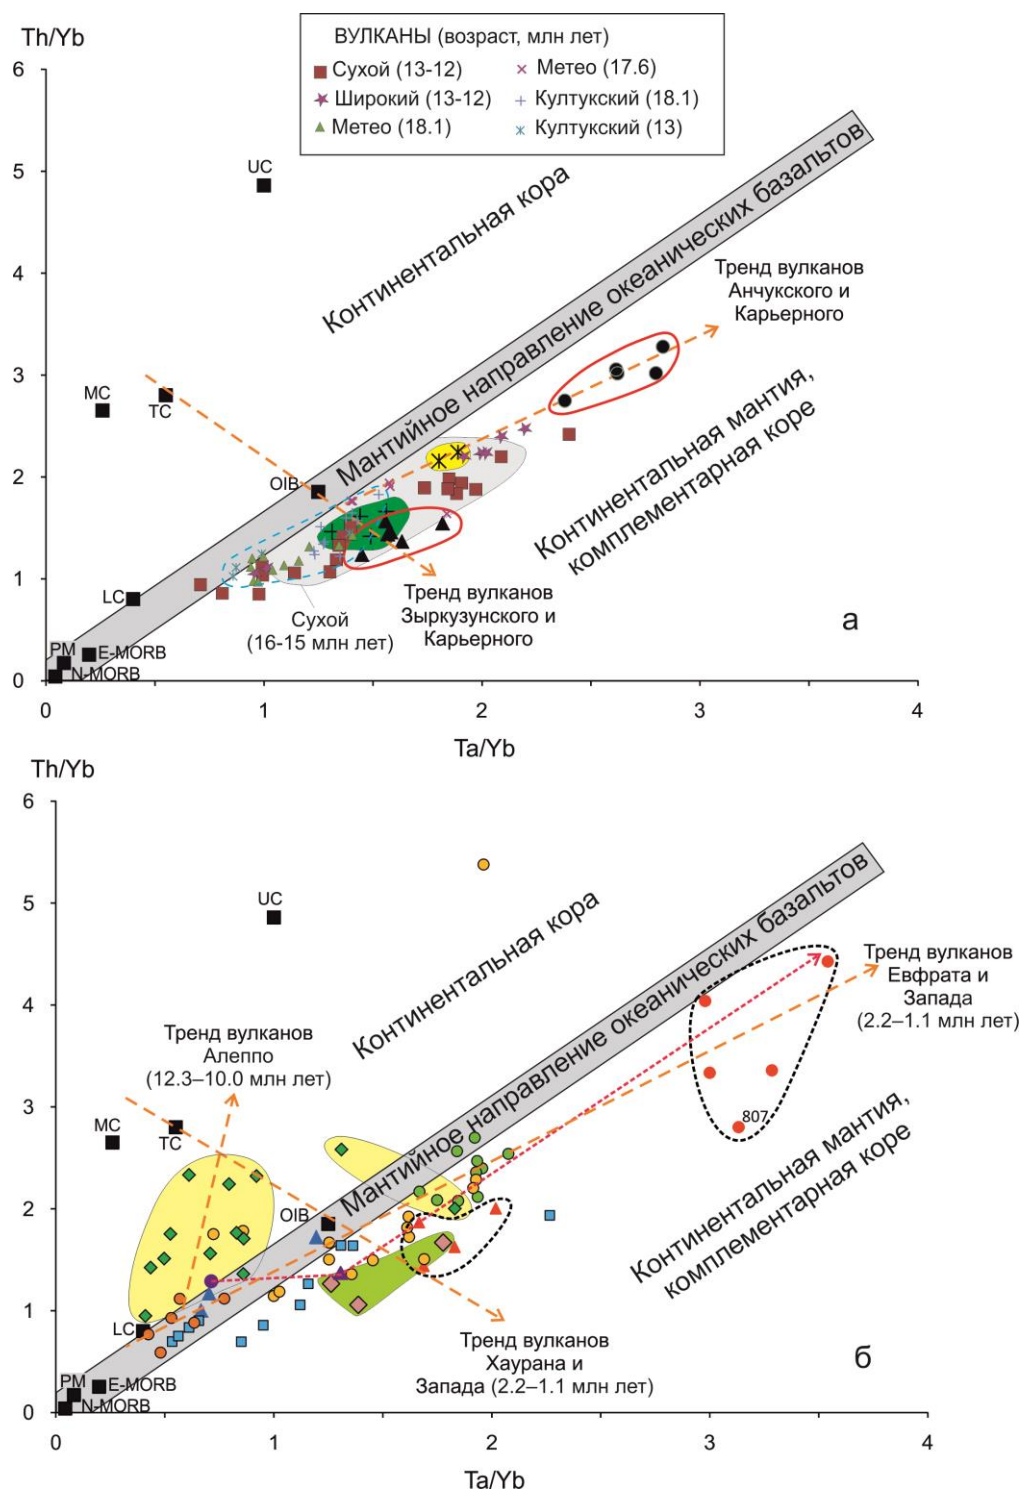 Th/Yb
ВУЛКАНЫ (возраст, млн лет)
Сухой (13-12)
Метео (17.6)
Широкий (13-12)
Култукский (18.1)
Метео (18.1)
Култукский (13)
6
5
4
3
2
1
0
UC
Континентальная кора
Мантийное направление океанических базальтов
Тренд вулканов
Анчукского и
Карьерного
MC
TC
OIB
Континентальная мантия,
комплементарная коре
LC
Тренд вулканов
Зыркузунского и
Карьерного
Сухой
(16-15 млн лет)
а
PM
E-MORB
N-MORB
0
1
2
3
4
Ta/Yb
Th/Yb
6
5
4
3
2
1
0
UC
Континентальная кора
Мантийное направление океанических базальтов
Тренд вулканов
Евфрата и
Запада
(2.2–1.1 млн лет)
Тренд вулканов
Алеппо
(12.3–10.0 млн лет)
MC
TC
807
OIB
Континентальная мантия,
комплементарная коре
LC
Тренд вулканов
Хаурана и
Запада (2.2–1.1 млн лет)
б
PM
E-MORB
N-MORB
0
1
2
3
4
Ta/Yb